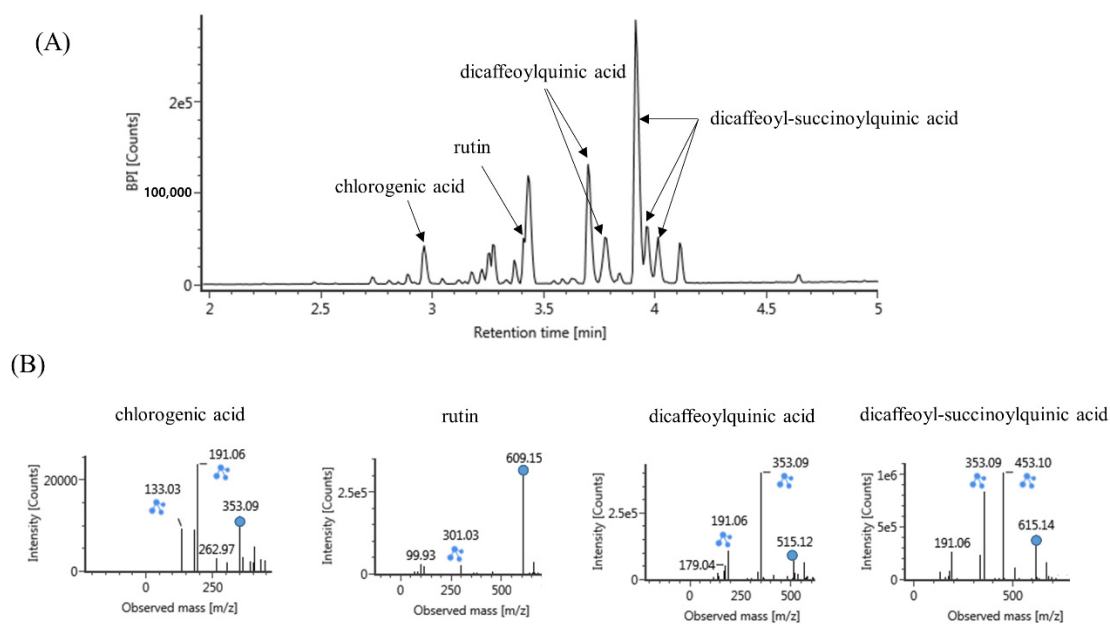 (A)
BPI [Counts]
2e5
100,000
0
dicaffeoylquinic acid
dicaffeoyl-succinoylquinic acid
rutin
chlorogenic acid
2
2.5
3
3.5
4
4.5
5
Retention time [min]
(B)
chlorogenic acid
Intensity [Counts]
20000
0
191.06
133.03
353.09
262.97
0
250
Observed mass [m/z]
rutin
Intensity [Counts]
2.5e5
0
609.15
301.03
99.93
0
250
500
Observed mass [m/z]
dicaffeoylquinic acid
Intensity [Counts]
2.5e5
0
353.09
191.06
515.12
179.04
0
250
500
Observed mass [m/z]
dicaffeoyl-succinoylquinic acid
Intensity [Counts]
1e6
5e5
0
353.09
453.10
615.14
191.06
500
Observed mass [m/z]